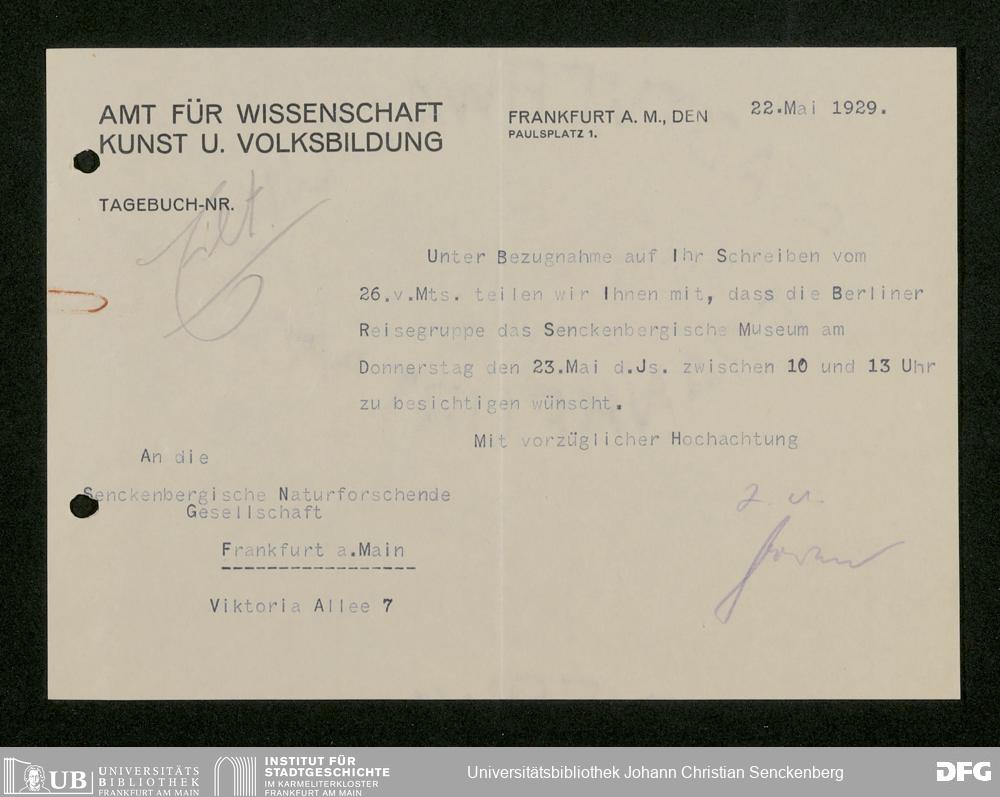 AMT FÜR WISSENSCHAFT
KUNST U. VOLKSBILDUNG
FRANKFURT A. M., DEN 22.Mai 1929.
PAULSPLATZ 1.
TAGEBUCH-NR.
Eilt.
Unter Bezugnahme auf Ihr Schreiben vom
26.v.Mts. teilen wir Ihnen mit, dass die Berliner
Reisegruppe das Senckenbergische Museum am
Donnerstag den 23.Mai d.Js. zwischen 10 und 13 Uhr
zu besichtigen wünscht.
Mit vorzüglicher Hochachtung
An die
Senckenbergische Naturforschende
Gesellschaft
Frankfurt a.Main
Viktoria Allee 7
UB UNIVERSITÄTS
BIBLIOTHEK
FRANKFURT AM MAIN
INSTITUT FÜR
STADTGESCHICHTE
IM KARMELITERKLOSTER
FRANKFURT AM MAIN
Universitätsbibliothek Johann Christian Senckenberg
DFG